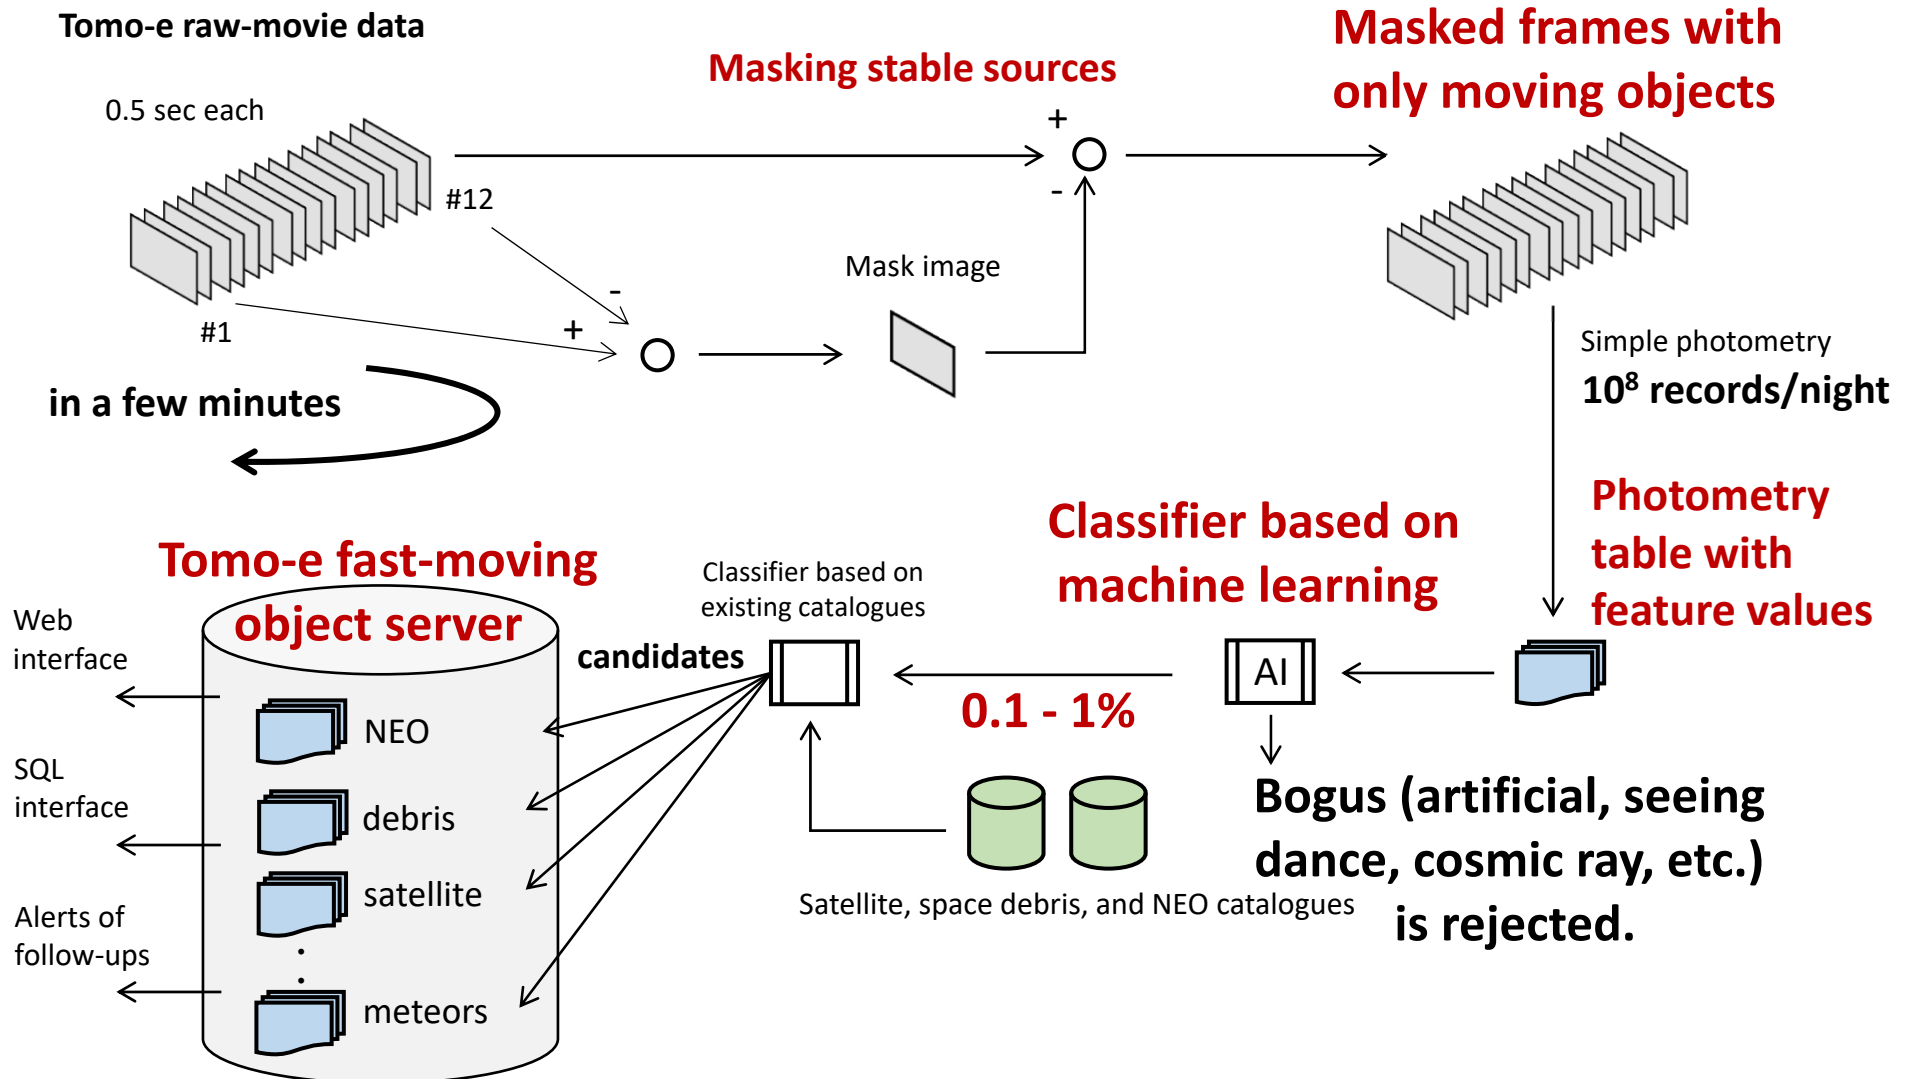 Tomo-e raw-movie data
0.5 sec each
#12
#1
Masking stable sources
+
-
Masked frames with
only moving objects
-
+
Mask image
in a few minutes
Simple photometry
10⁸ records/night
Photometry
table with
feature values
Classifier based on
machine learning
AI
0.1 - 1%
Bogus (artificial, seeing
dance, cosmic ray, etc.)
is rejected.
Classifier based on
existing catalogues
candidates
Satellite, space debris, and NEO catalogues
Tomo-e fast-moving
object server
NEO
debris
satellite
meteors
Web
interface
SQL
interface
Alerts of
follow-ups